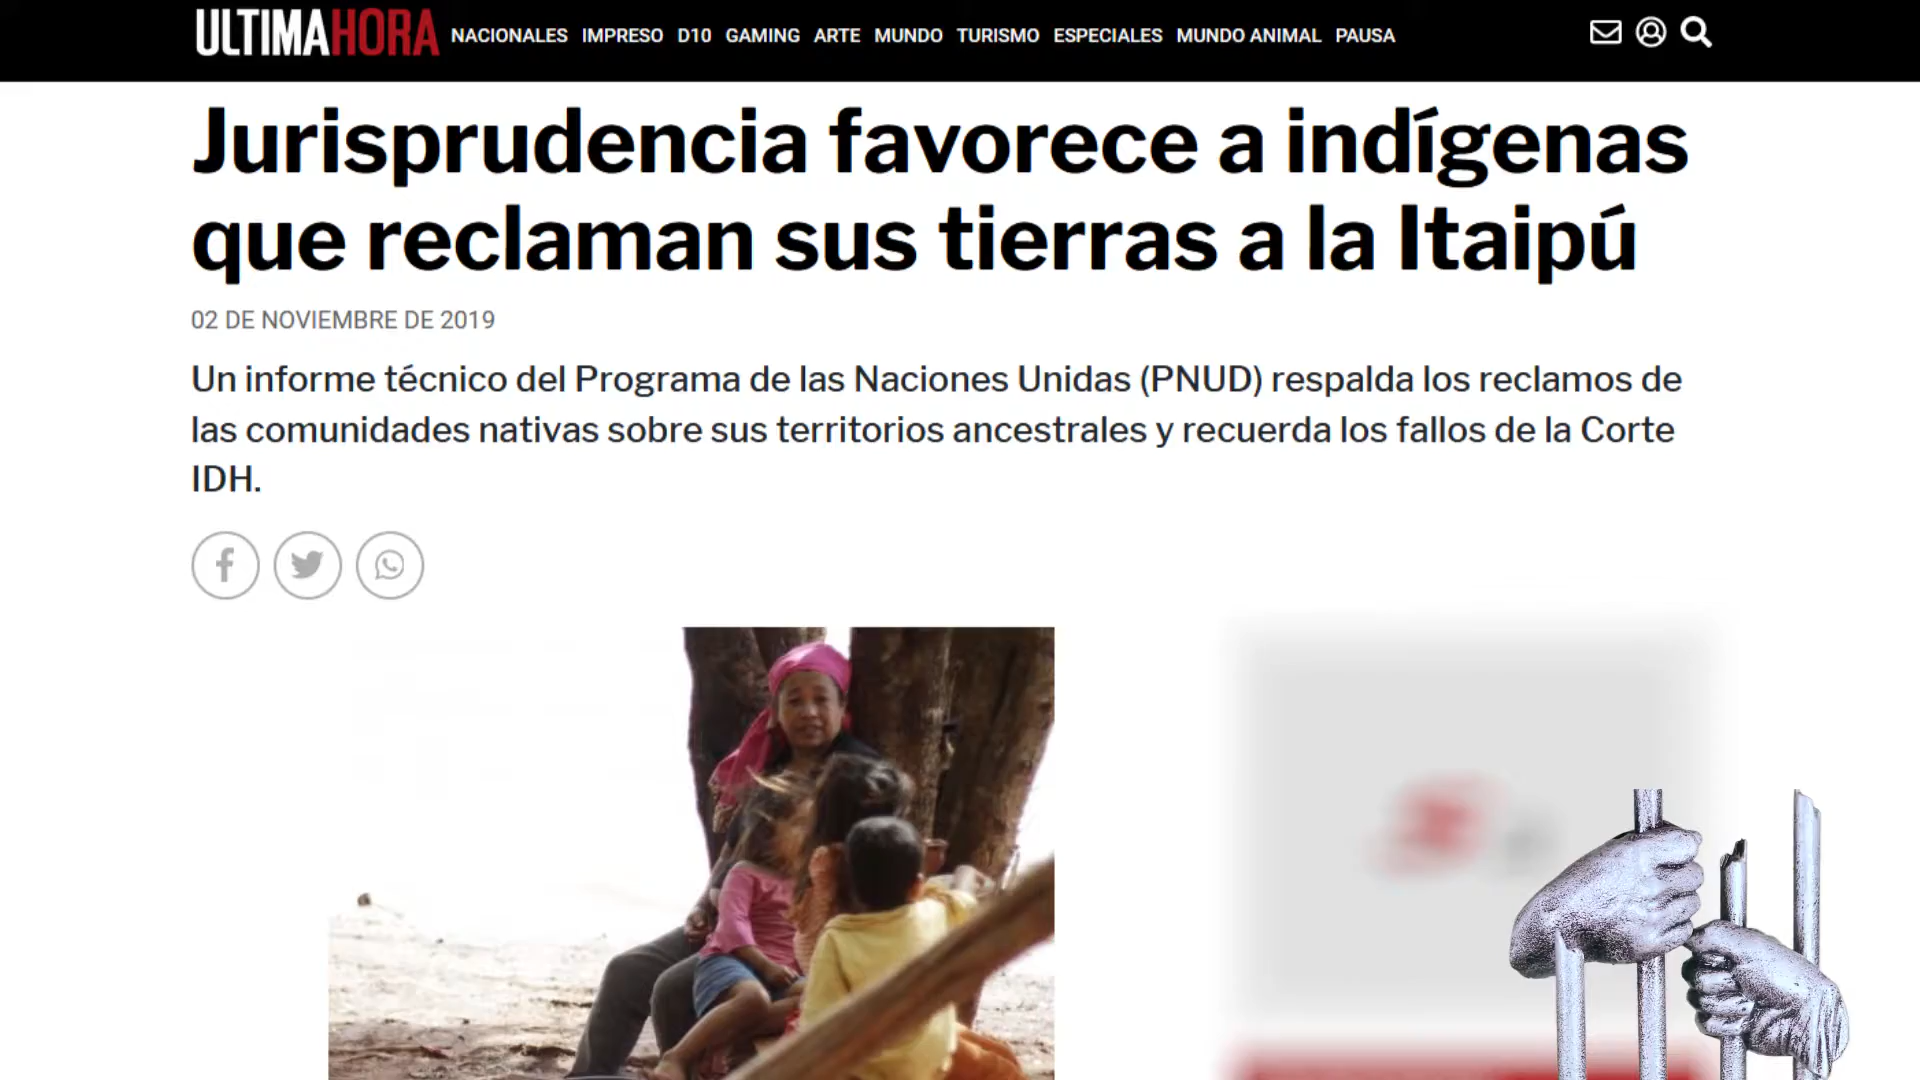 ULTIMAHORA NACIONALES IMPRESO D10 GAMING ARTE MUNDO TURISMO ESPECIALES MUNDO ANIMAL PAUSA
Jurisprudencia favorece a indígenas
que reclaman sus tierras a la Itaipú
02 DE NOVIEMBRE DE 2019
Un informe técnico del Programa de las Naciones Unidas (PNUD) respalda los reclamos de
las comunidades nativas sobre sus territorios ancestrales y recuerda los fallos de la Corte
IDH.